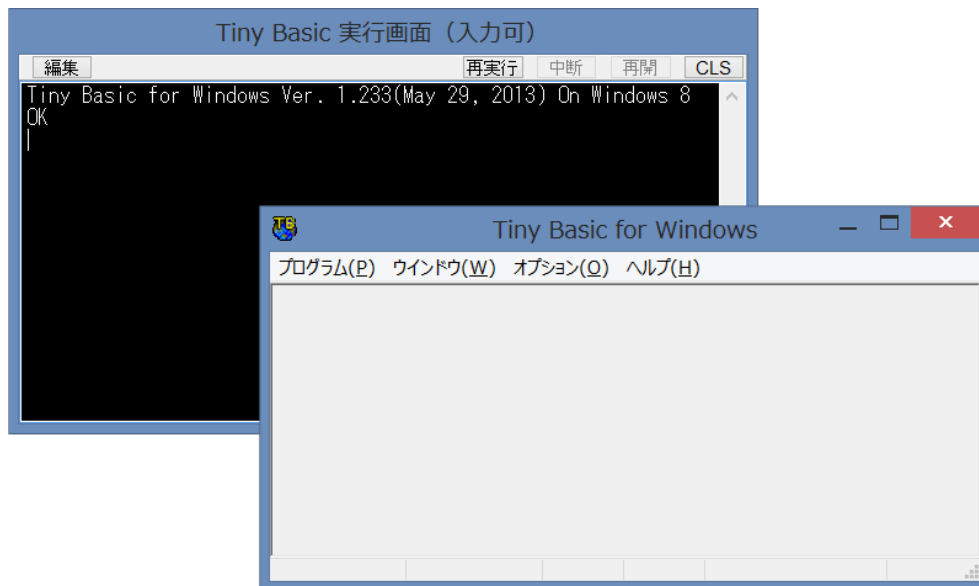 Tiny Basic 実行画面（入力可）
編集 再実行 中断 再開 CLS
Tiny Basic for Windows Ver. 1.233(May 29, 2013) On Windows 8
OK
TB
Tiny Basic for Windows
プログラム(P) ウインドウ(W) オプション(O) ヘルプ(H)